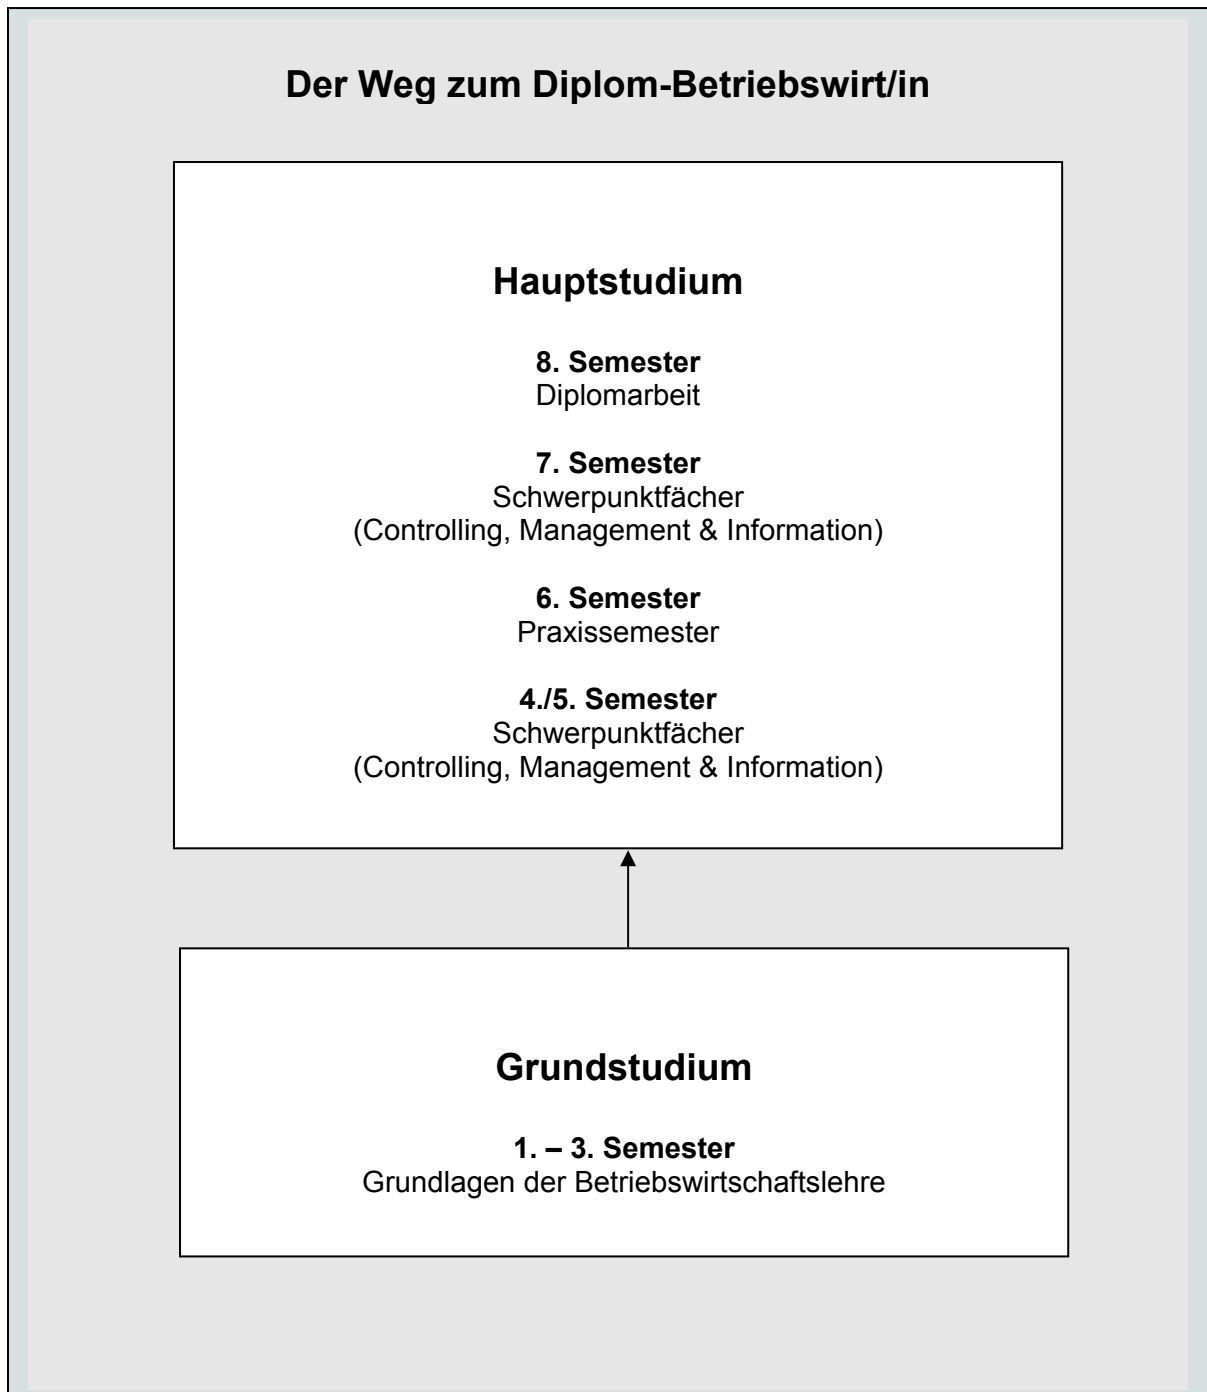 Der Weg zum Diplom-Betriebswirt/in
Hauptstudium
8. Semester
Diplomarbeit
7. Semester
Schwerpunktfächer
(Controlling, Management & Information)
6. Semester
Praxissemester
4./5. Semester
Schwerpunktfächer
(Controlling, Management & Information)
Grundstudium
1. – 3. Semester
Grundlagen der Betriebswirtschaftslehre